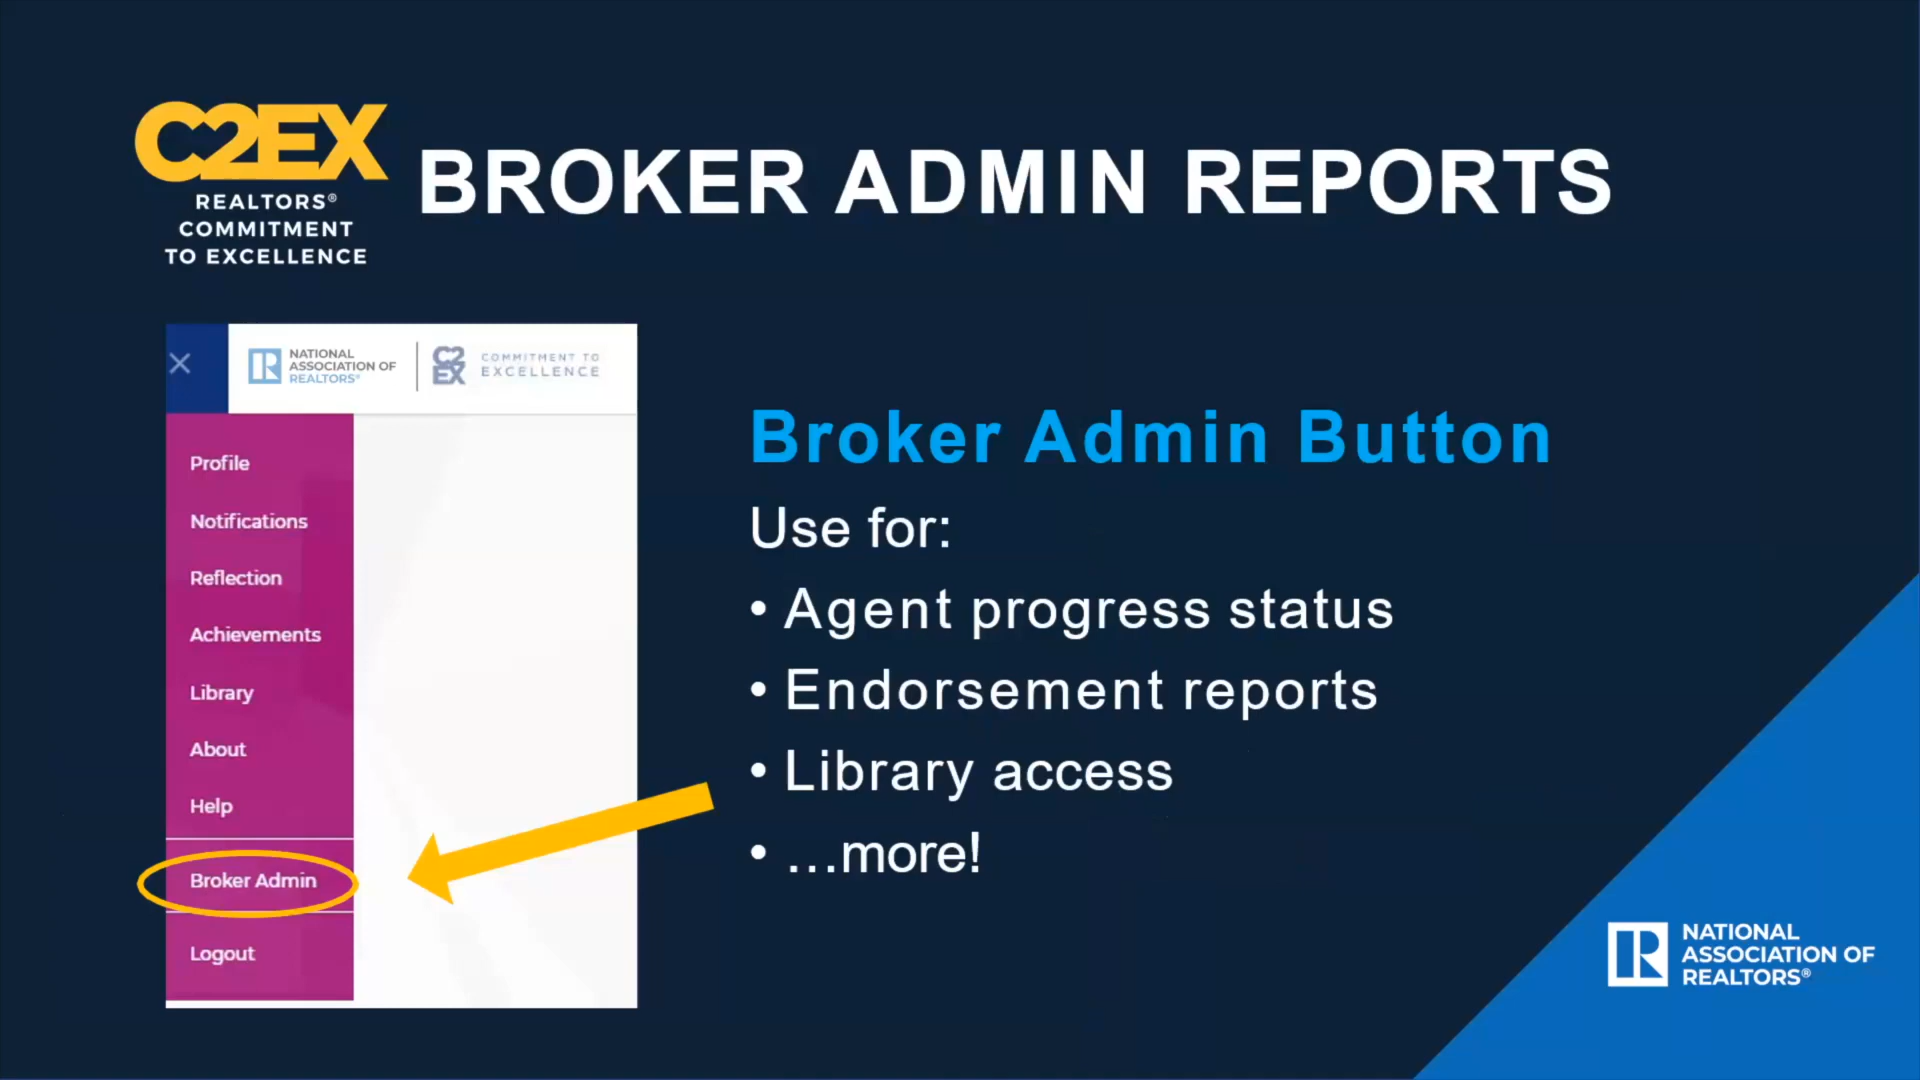 C2EX
REALTORS®
COMMITMENT
TO EXCELLENCE
BROKER ADMIN REPORTS
NATIONAL
ASSOCIATION OF
REALTORS®
C2
EX
COMMITMENT TO
EXCELLENCE
Profile
Notifications
Reflection
Achievements
Library
About
Help
Broker Admin
Logout
Broker Admin Button
Use for:
• Agent progress status
• Endorsement reports
• Library access
• …more!
NATIONAL
ASSOCIATION OF
REALTORS®